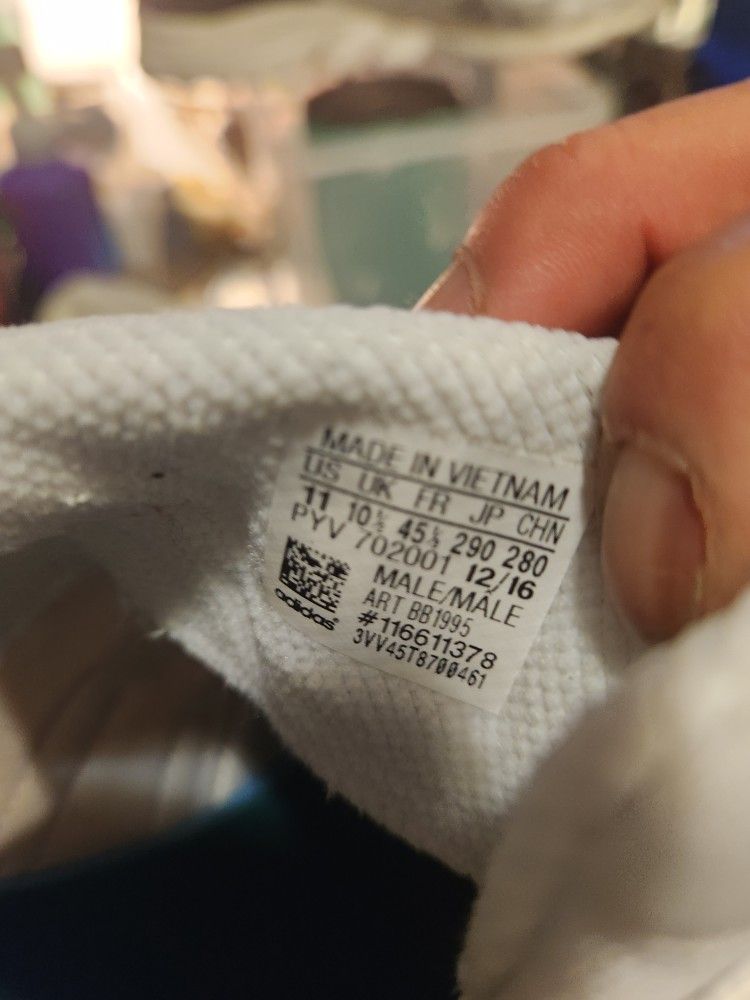 MADE IN VIETNAM
US UK FR JP CHN
11 10½ 45⅓ 290 280
PYV 702001 12/16
MALE/MALE
ART BB1995
#116611378
3VV45T8700461
adidas®